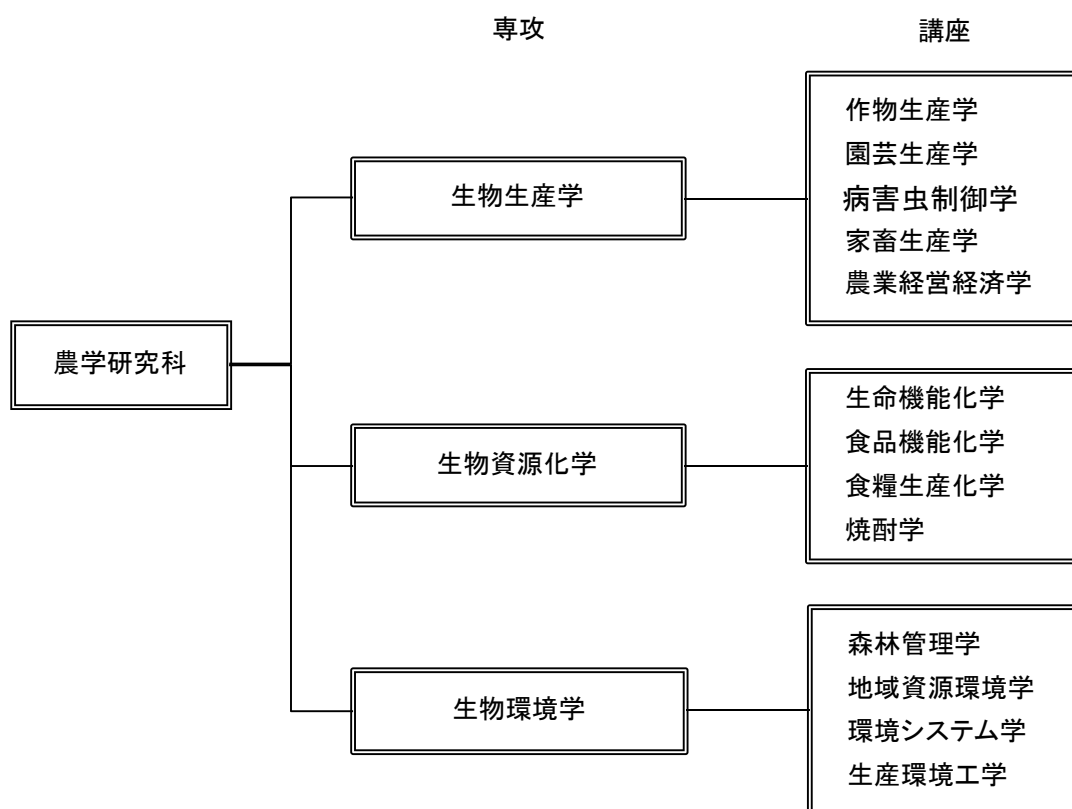 専攻
講座
農学研究科
生物生産学
作物生産学
園芸生産学
病害虫制御学
家畜生産学
農業経営経済学
生物資源化学
生命機能化学
食品機能化学
食糧生産化学
焼酎学
生物環境学
森林管理学
地域資源環境学
環境システム学
生産環境工学